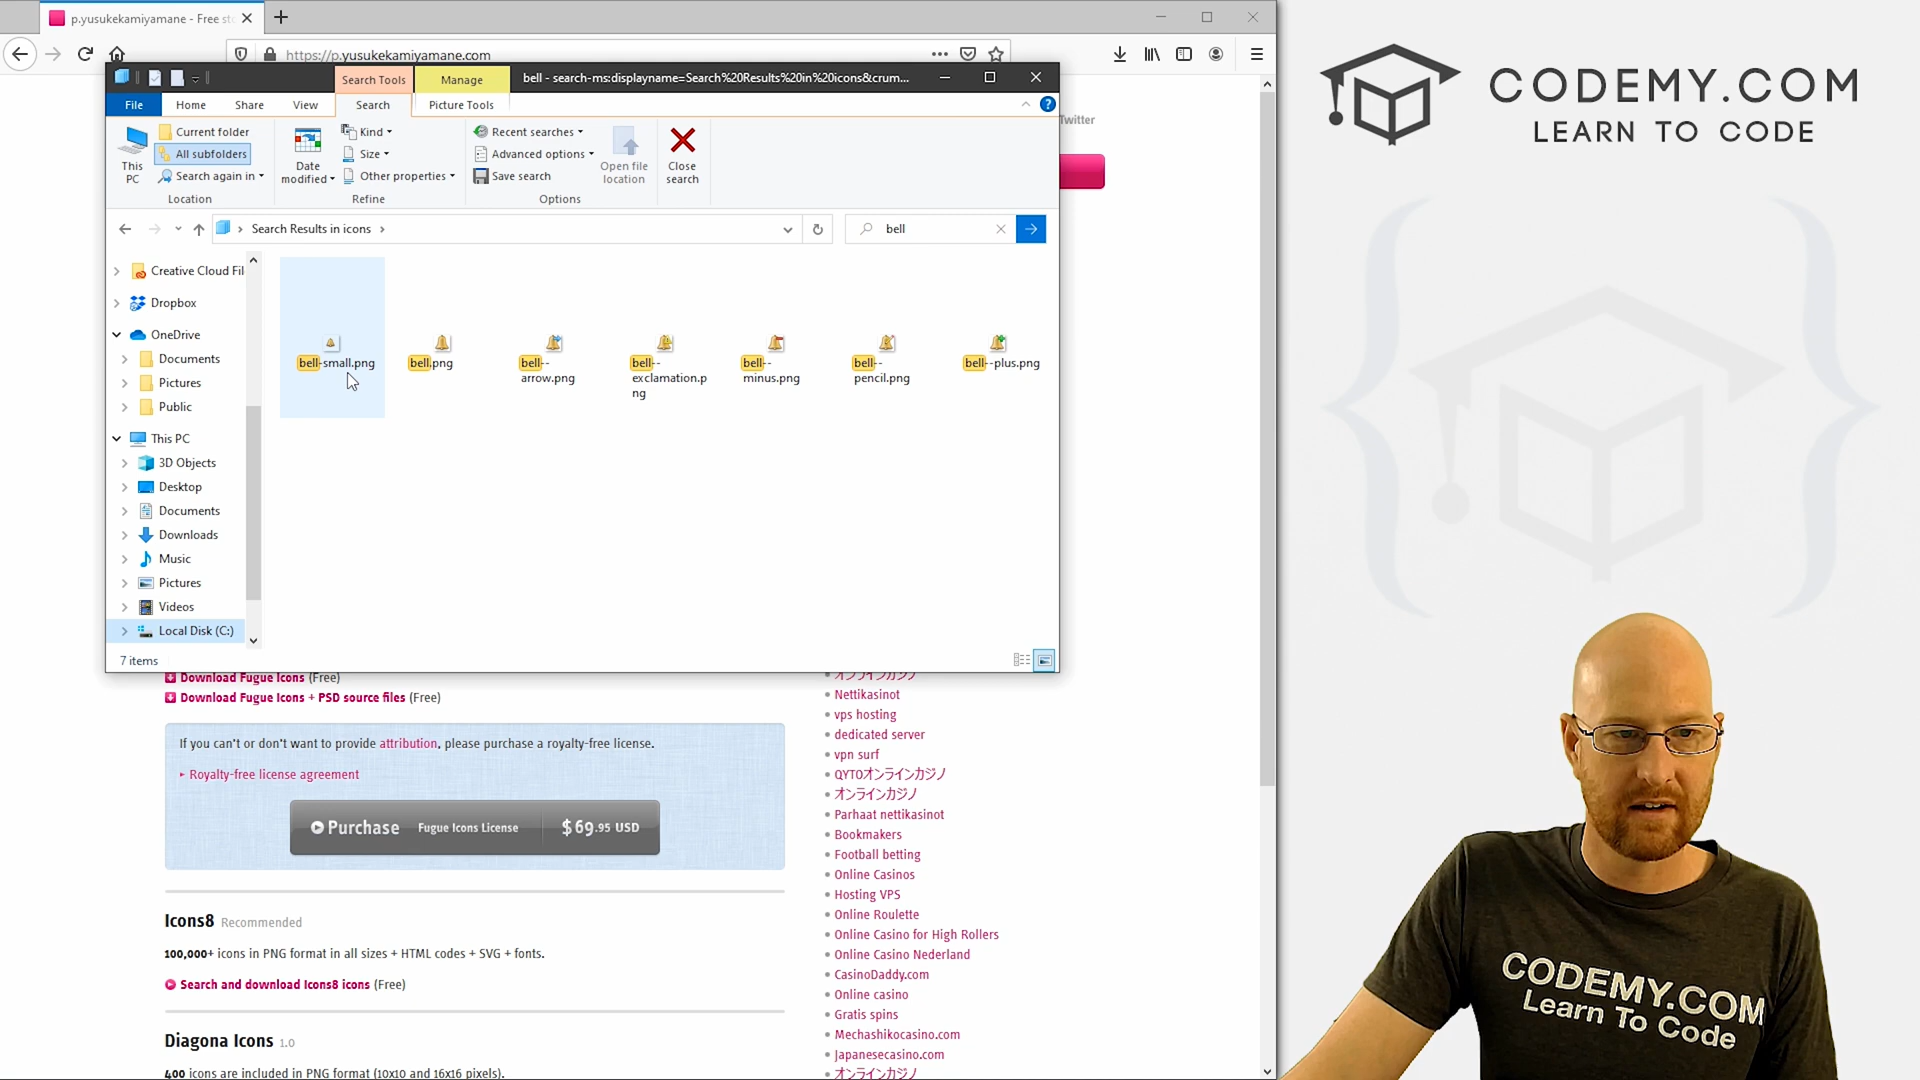 p.yusukekamiyamane - Free st
https://p.yusukekamiyamane.com
Search Tools
Manage
bell - search-ms:displayname=Search%20Results%20in%20icons&crum...
File
Home
Share
View
Search
Picture Tools
This PC
Current folder
All subfolders
Search again in
Location
Date modified
Kind
Size
Other properties
Refine
Recent searches
Advanced options
Save search
Options
Open file location
Close search
Search Results in icons
bell
Creative Cloud Fil
Dropbox
OneDrive
Documents
Pictures
Public
This PC
3D Objects
Desktop
Documents
Downloads
Music
Pictures
Videos
Local Disk (C:)
bell-small.png
bell.png
bell--arrow.png
bell--exclamation.png
bell--minus.png
bell--pencil.png
bell--plus.png
7 items
Twitter
Download Fugue Icons (Free)
Download Fugue Icons + PSD source files (Free)
If you can't or don't want to provide attribution, please purchase a royalty-free license.
Royalty-free license agreement
Purchase Fugue Icons License $69.95 USD
Icons8 Recommended
100,000+ icons in PNG format in all sizes + HTML codes + SVG + fonts.
Search and download Icons8 icons (Free)
Diagona Icons 1.0
400 icons are included in PNG format (10x10 and 16x16 pixels).
オンラインカジノ
Nettikasinot
vps hosting
dedicated server
vpn surf
QYTOオンラインカジノ
オンラインカジノ
Parhaat nettikasinot
Bookmakers
Football betting
Online Casinos
Hosting VPS
Online Roulette
Online Casino for High Rollers
Online Casino Nederland
CasinoDaddy.com
Online casino
Gratis spins
Mechashikocasino.com
Japanesecasino.com
オンラインカジノ
CODEMY.COM
LEARN TO CODE
CODEMY.COM
Learn To Code